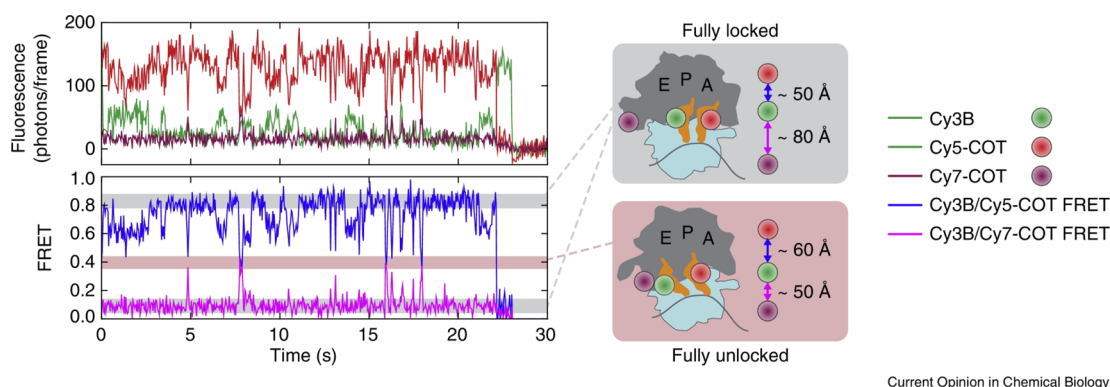 Fluorescence
(photons/frame)
200
100
0
FRET
1.0
0.8
0.6
0.4
0.2
0.0
0
5
10
15
20
25
30
Time (s)
Fully locked
E P A
~ 50 Å
~ 80 Å
E P A
~ 60 Å
~ 50 Å
Fully unlocked
Cy3B
Cy5-COT
Cy7-COT
Cy3B/Cy5-COT FRET
Cy3B/Cy7-COT FRET
Current Opinion in Chemical Biology